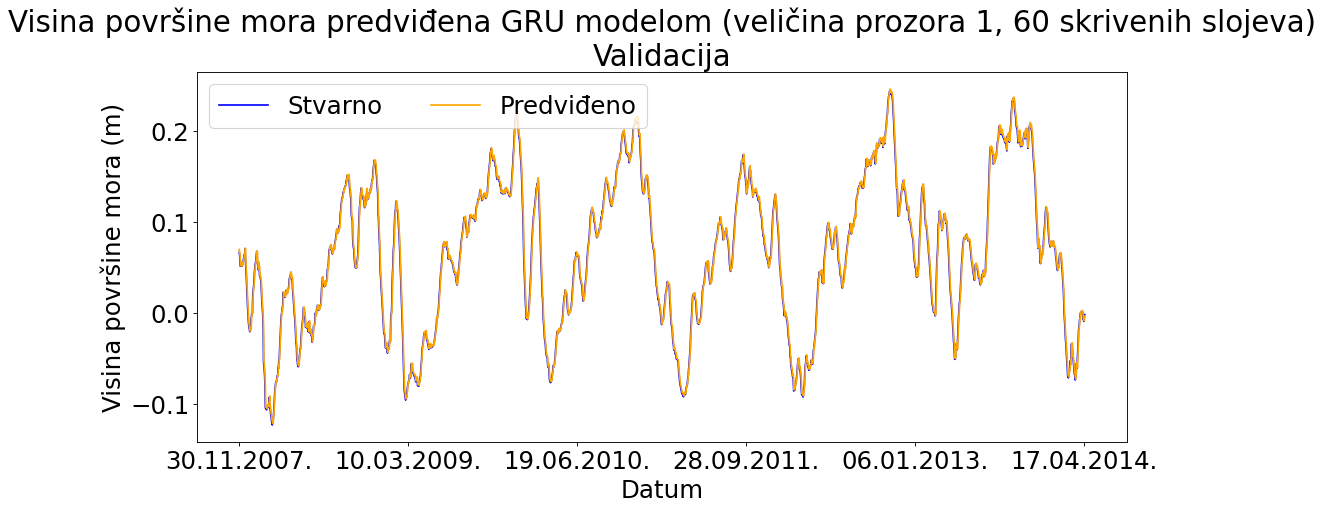 Visina površine mora predviđena GRU modelom (veličina prozora 1, 60 skrivenih slojeva)
Validacija
Stvarno Predviđeno
Visina površine mora (m)
0.2
0.1
0.0
−0.1
30.11.2007. 10.03.2009. 19.06.2010. 28.09.2011. 06.01.2013. 17.04.2014.
Datum